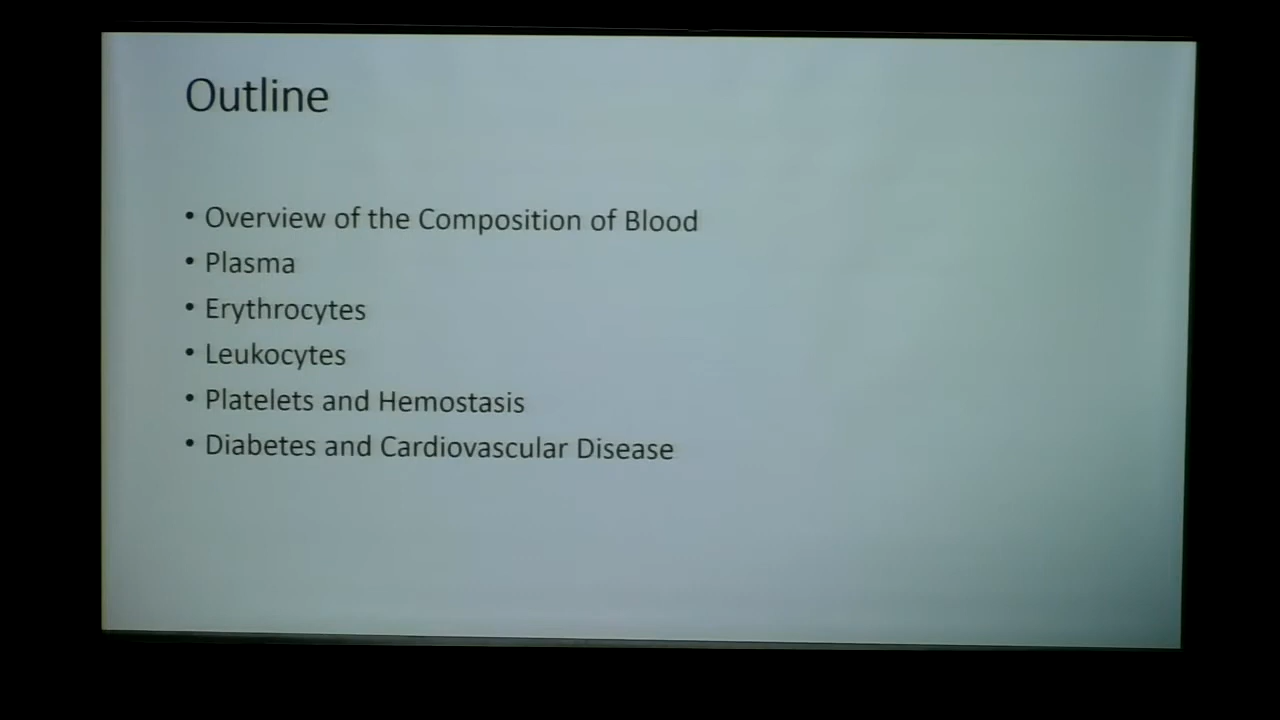 Outline
• Overview of the Composition of Blood
• Plasma
• Erythrocytes
• Leukocytes
• Platelets and Hemostasis
• Diabetes and Cardiovascular Disease